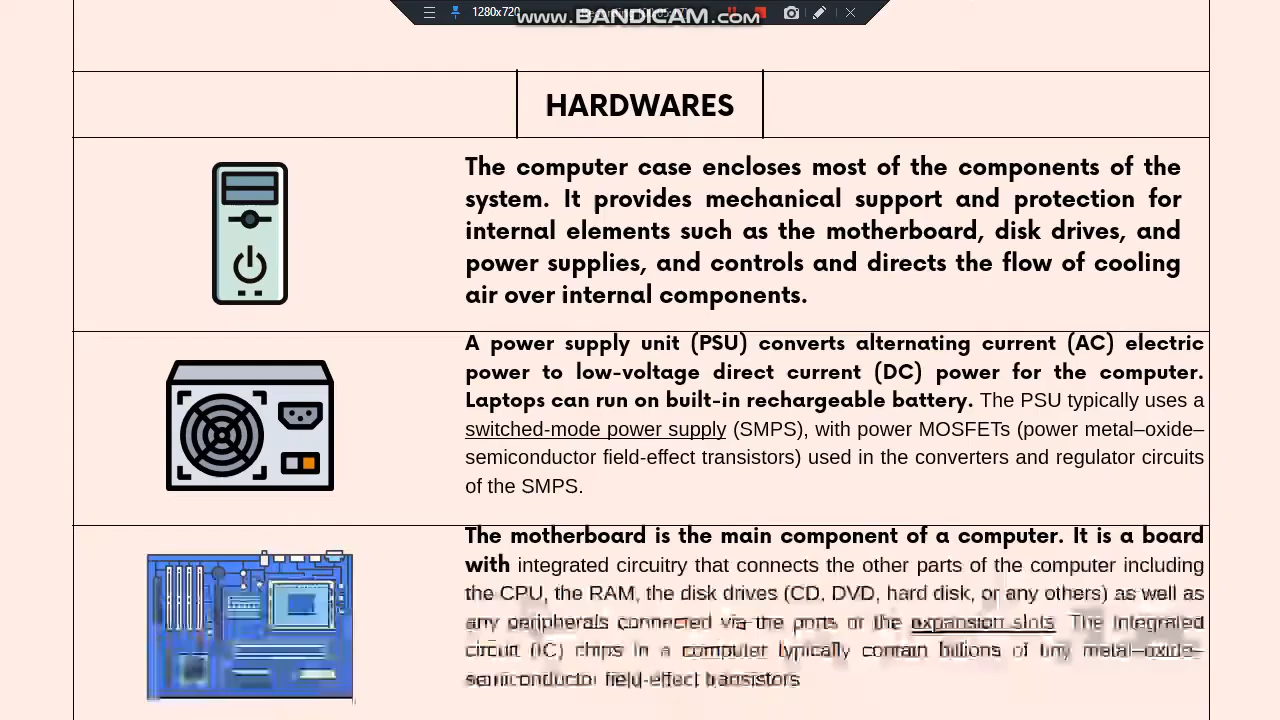 1280x720
www.BANDICAM.com
HARDWARES
The computer case encloses most of the components of the
system. It provides mechanical support and protection for
internal elements such as the motherboard, disk drives, and
power supplies, and controls and directs the flow of cooling
air over internal components.
A power supply unit (PSU) converts alternating current (AC) electric
power to low-voltage direct current (DC) power for the computer.
Laptops can run on built-in rechargeable battery. The PSU typically uses a
switched-mode power supply (SMPS), with power MOSFETs (power metal–oxide–
semiconductor field-effect transistors) used in the converters and regulator circuits
of the SMPS.
The motherboard is the main component of a computer. It is a board
with integrated circuitry that connects the other parts of the computer including
the CPU, the RAM, the disk drives (CD, DVD, hard disk, or any others) as well as
any peripherals connected via the ports or the expansion slots. The integrated
circuit (IC) chips in a computer typically contain billions of tiny metal–oxide–
semiconductor field-effect transistors